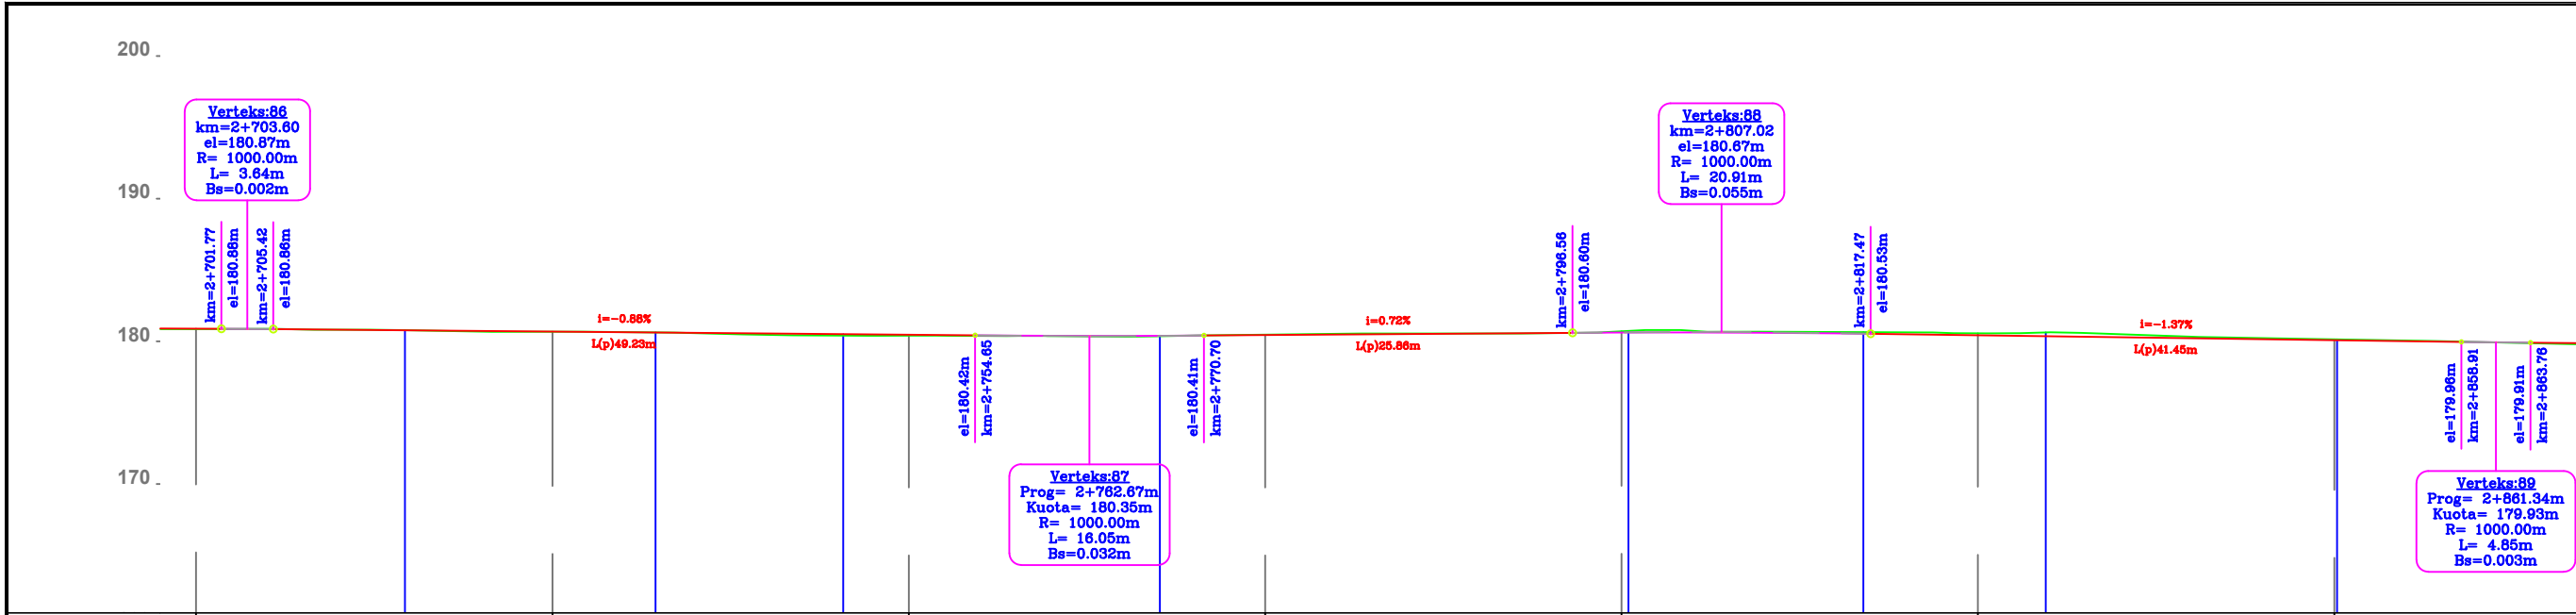 200
190
180
170
Verteks:86
km=2+703.60
el=180.87m
R= 1000.00m
L= 3.64m
Bs=0.002m
km=2+701.77
el=180.88m
km=2+705.42
el=180.86m
i=-0.88%
L(p)49.23m
el=180.42m
km=2+754.65
Verteks:87
Prog= 2+762.67m
Kuota= 180.35m
R= 1000.00m
L= 16.05m
Bs=0.032m
el=180.41m
km=2+770.70
i=0.72%
L(p)25.86m
km=2+796.56
el=180.60m
Verteks:88
km=2+807.02
el=180.67m
R= 1000.00m
L= 20.91m
Bs=0.055m
km=2+817.47
el=180.53m
i=-1.37%
L(p)41.45m
el=179.96m
km=2+858.91
el=179.91m
km=2+863.76
Verteks:89
Prog= 2+861.34m
Kuota= 179.93m
R= 1000.00m
L= 4.85m
Bs=0.003m